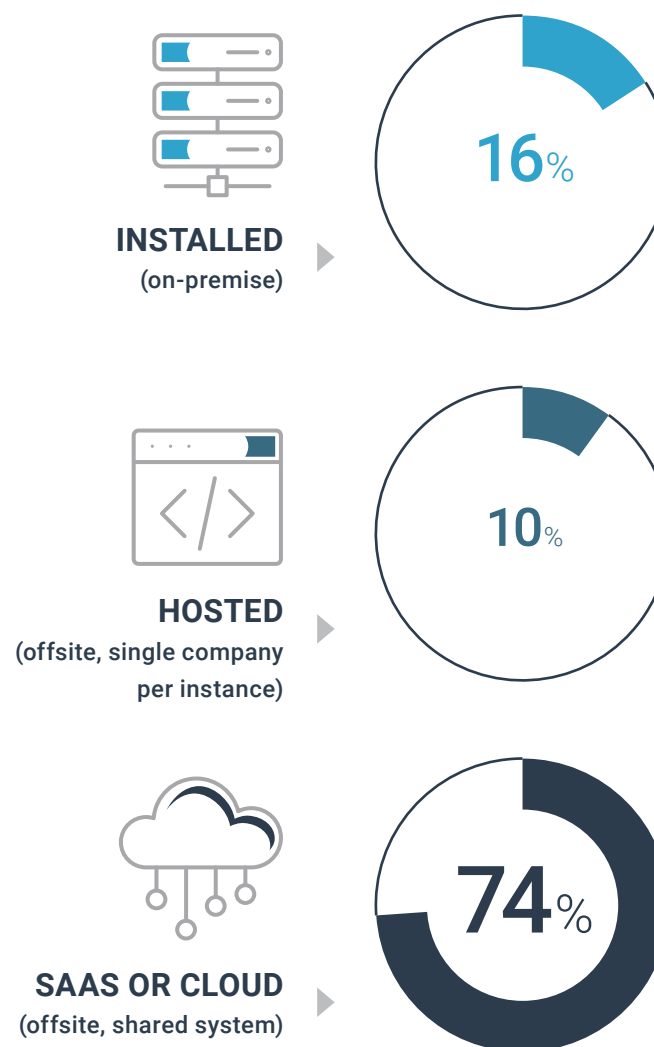 16%
INSTALLED
(on-premise)
10%
HOSTED
(offsite, single company
per instance)
74%
SAAS OR CLOUD
(offsite, shared system)